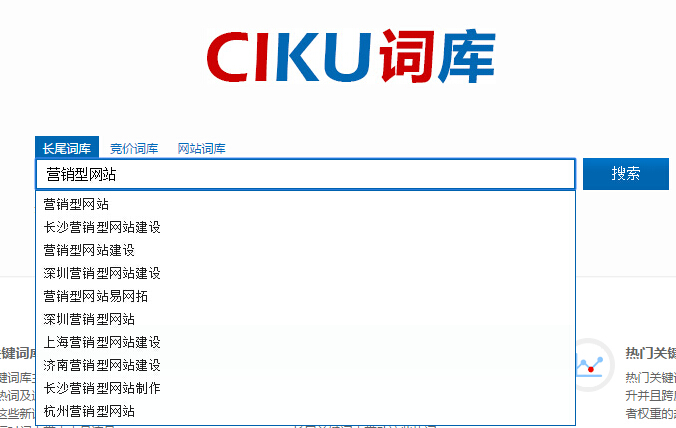 CIKU词库
长尾词库 竞价词库 网站词库
营销型网站 搜索
营销型网站
长沙营销型网站建设
营销型网站建设
深圳营销型网站建设
营销型网站易网拓
深圳营销型网站
上海营销型网站建设
济南营销型网站建设
长沙营销型网站制作
杭州营销型网站
键词库
键词库
热词及
这些新
热门关键
热门关键
升并且跨
者权重的